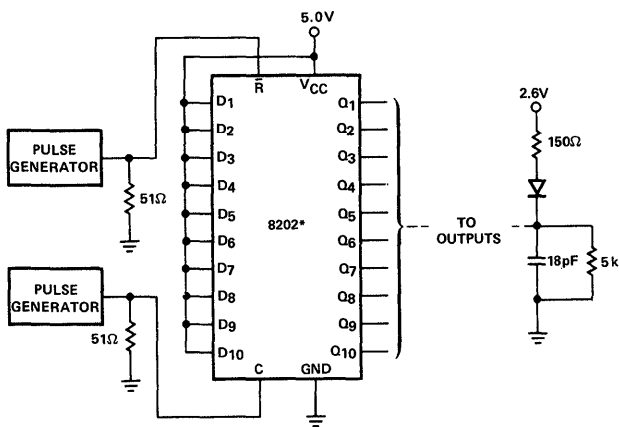 5.0V
R̅ VCC
PULSE
GENERATOR
51Ω
PULSE
GENERATOR
51Ω
D1
D2
D3
D4
D5
D6
D7
D8
D9
D10
8202*
Q1
Q2
Q3
Q4
Q5
Q6
Q7
Q8
Q9
Q10
C GND
TO
OUTPUTS
2.6V
150Ω
18pF
5k